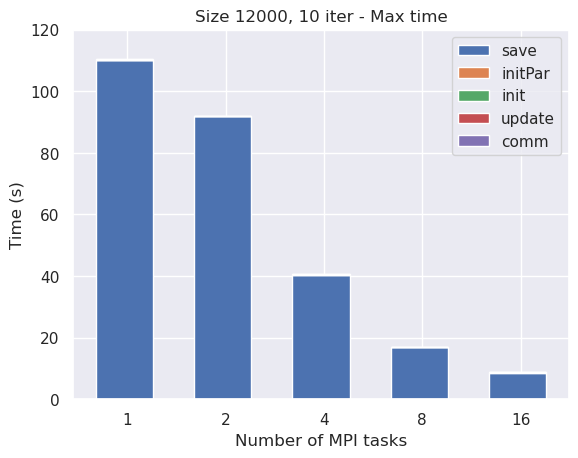 Size 12000, 10 iter - Max time
120
100
80
60
40
20
0
Time (s)
save
initPar
init
update
comm
1 2 4 8 16
Number of MPI tasks